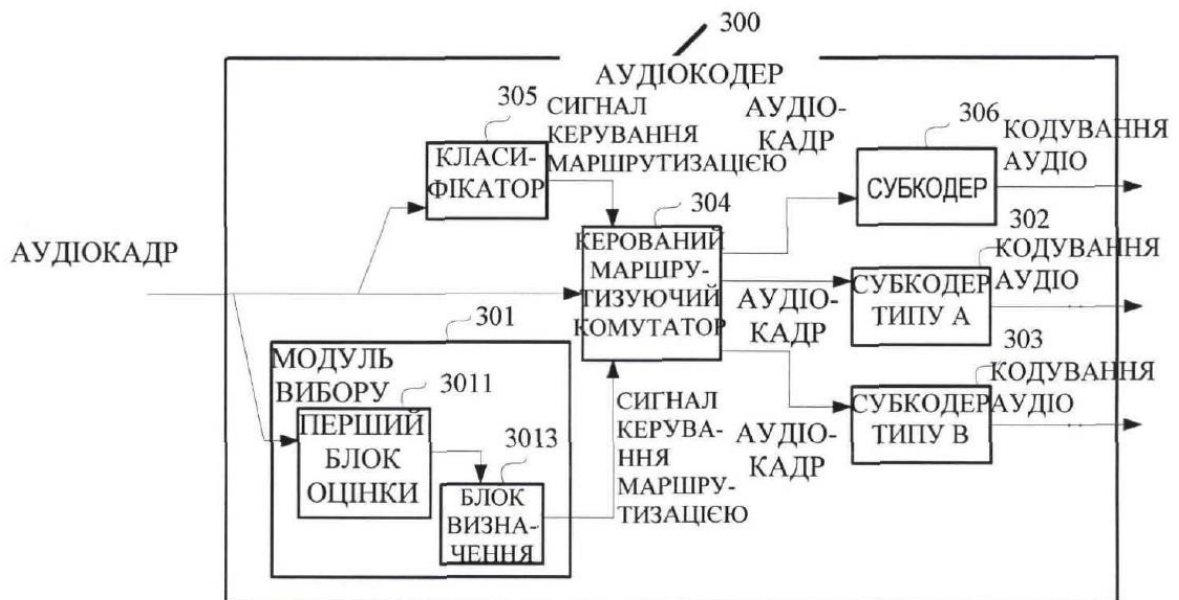 300
АУДІОКОДЕР
305
СИГНАЛ
КЕРУВАННЯ
МАРШРУТИЗАЦІЄЮ
АУДІО-
КАДР
306
КОДУВАННЯ
АУДІО
КЛАСИ-
ФІКАТОР
СУБКОДЕР
304
302
КОДУВАННЯ
АУДІО
АУДІОКАДР
КЕРОВАНИЙ
МАРШРУ-
ТИЗУЮЧИЙ
КОМУТАТОР
СУБКОДЕР
ТИПУ А
АУДІО-
КАДР
301
303
КОДУВАННЯ
АУДІО
МОДУЛЬ
ВИБОРУ
3011
ПЕРШИЙ
БЛОК
ОЦІНКИ
3013
БЛОК
ВИЗНА-
ЧЕННЯ
СИГНАЛ
КЕРУВА-
ННЯ
МАРШРУ-
ТИЗАЦІЄЮ
АУДІО-
КАДР
СУБКОДЕР
ТИПУ В